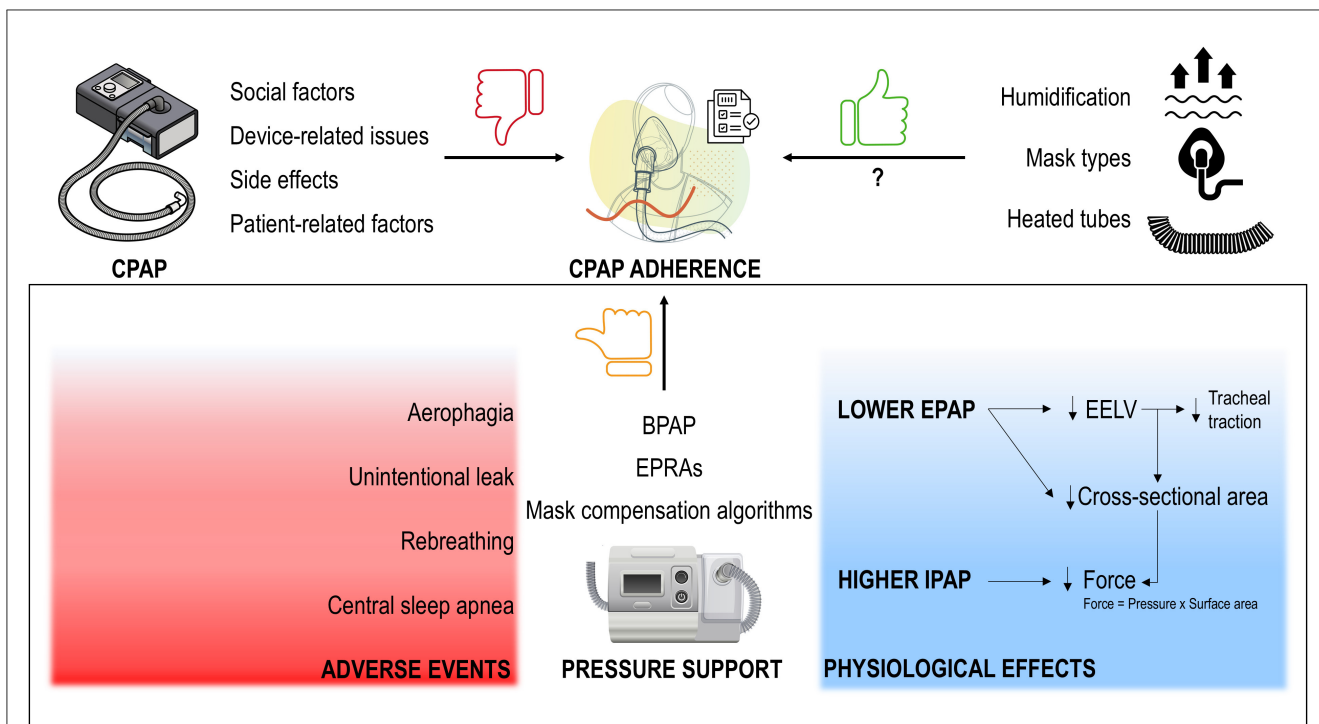 Social factors
Device-related issues
Side effects
Patient-related factors
CPAP
CPAP ADHERENCE
?
Humidification
Mask types
Heated tubes
Aerophagia
Unintentional leak
Rebreathing
Central sleep apnea
ADVERSE EVENTS
BPAP
EPRAs
Mask compensation algorithms
PRESSURE SUPPORT
LOWER EPAP
↓ EELV
↓ Tracheal
traction
↓ Cross-sectional area
HIGHER IPAP
↓ Force
Force = Pressure x Surface area
PHYSIOLOGICAL EFFECTS